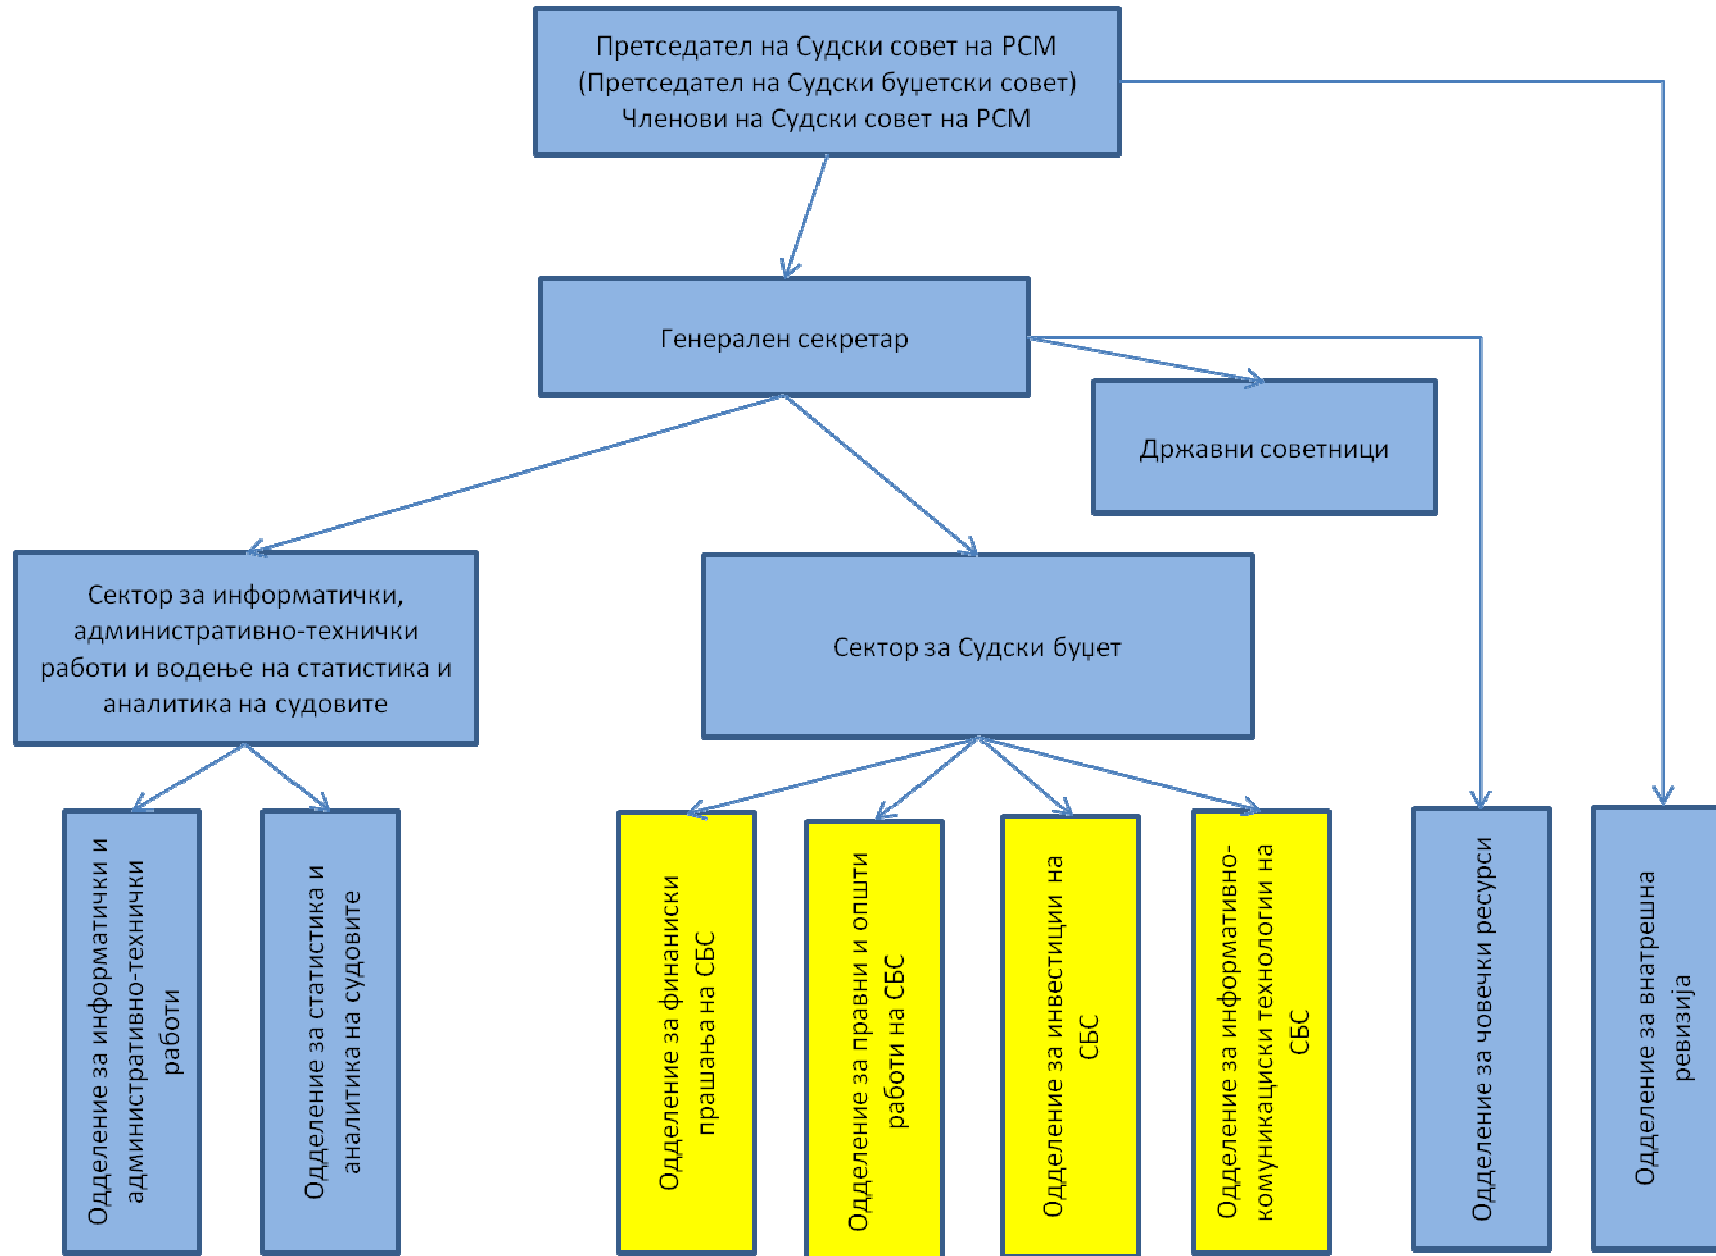 Претседател на Судски совет на РСМ
(Претседател на Судски буџетски совет)
Членови на Судски совет на РСМ
Генерален секретар
Државни советници
Сектор за информатички,
административно-технички
работи и водење на статистика и
аналитика на судовите
Сектор за Судски буџет
Одделение за информатички и
административно-технички
работи
Одделение за статистика и
аналитика на судовите
Одделение за финаниски
прашања на СБС
Одделение за правни и општи
работи на СБС
Одделение за инвестиции на
СБС
Одделение за информативно-
комуникациски технологии на
СБС
Одделение за човечки ресурси
Одделение за внатрешна
ревизија